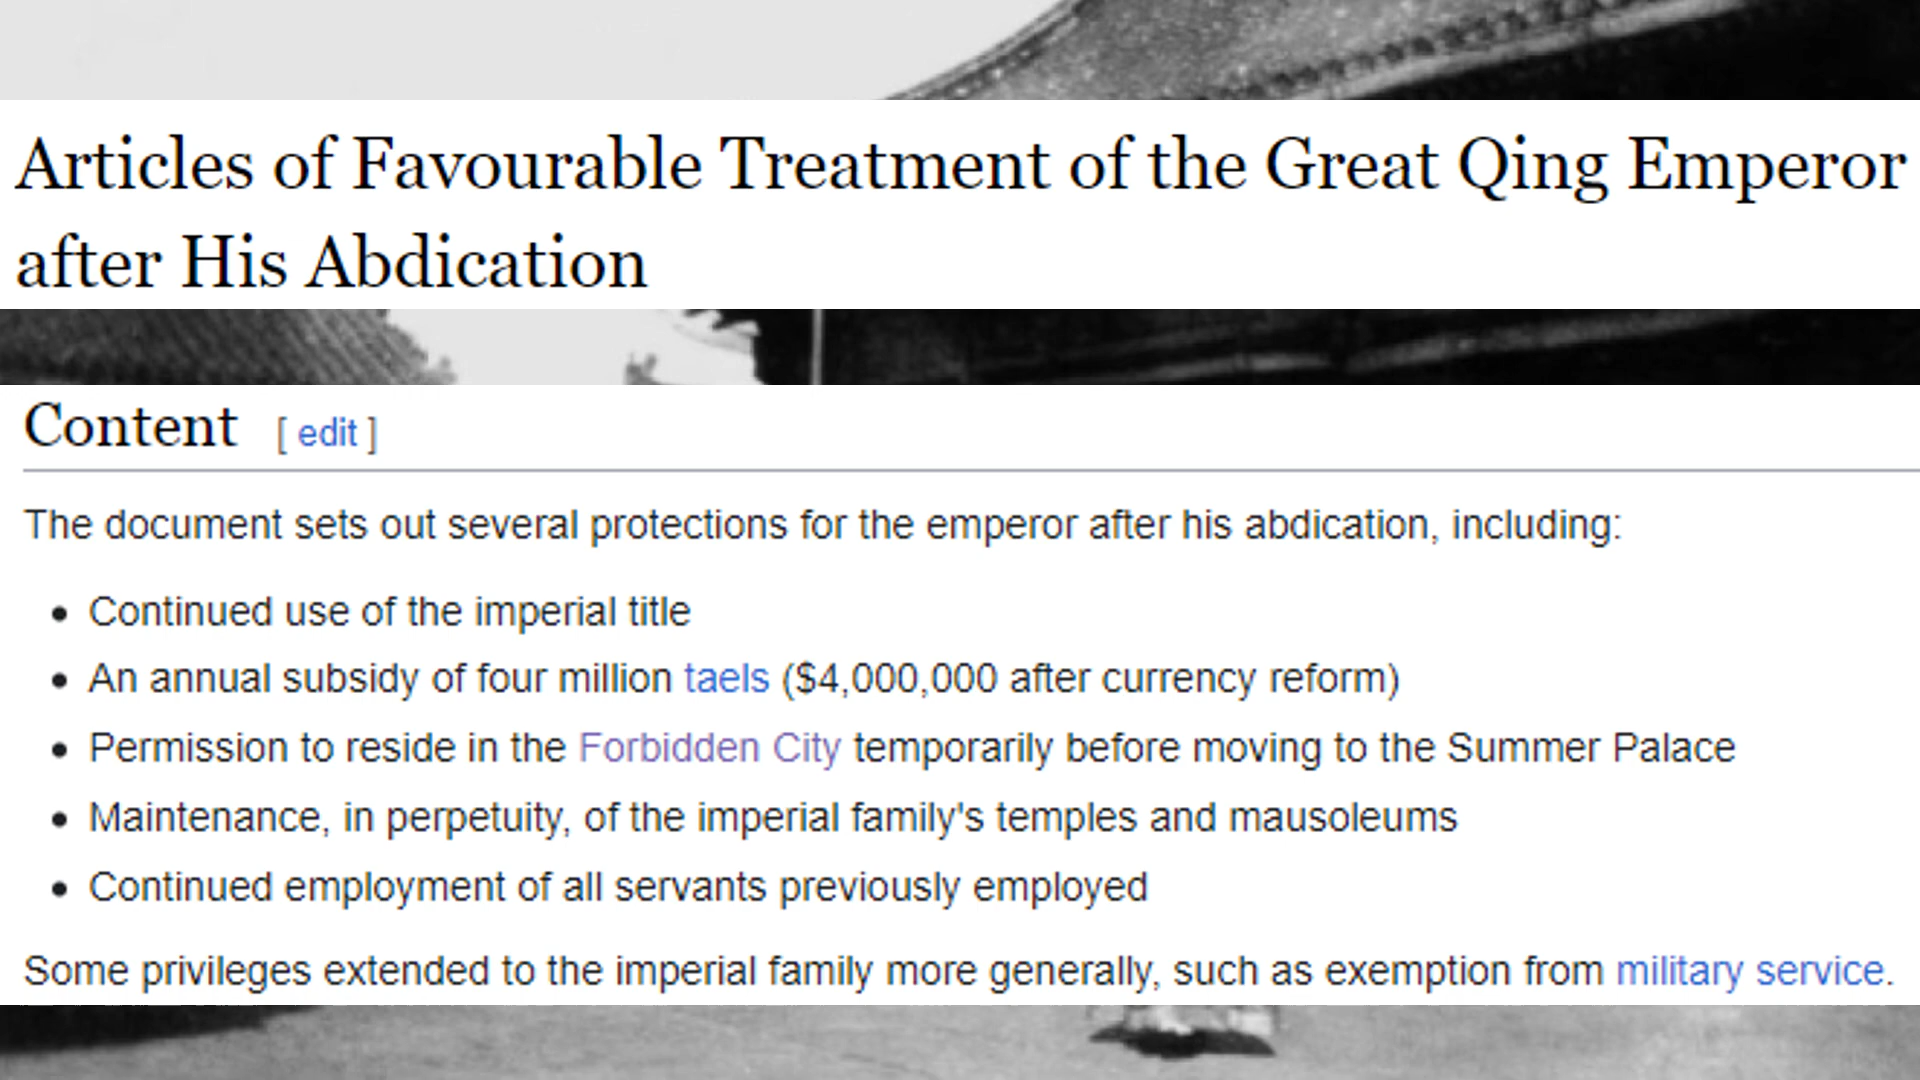 Articles of Favourable Treatment of the Great Qing Emperor
after His Abdication
Content [ edit ]
The document sets out several protections for the emperor after his abdication, including:
• Continued use of the imperial title
• An annual subsidy of four million taels ($4,000,000 after currency reform)
• Permission to reside in the Forbidden City temporarily before moving to the Summer Palace
• Maintenance, in perpetuity, of the imperial family's temples and mausoleums
• Continued employment of all servants previously employed
Some privileges extended to the imperial family more generally, such as exemption from military service.